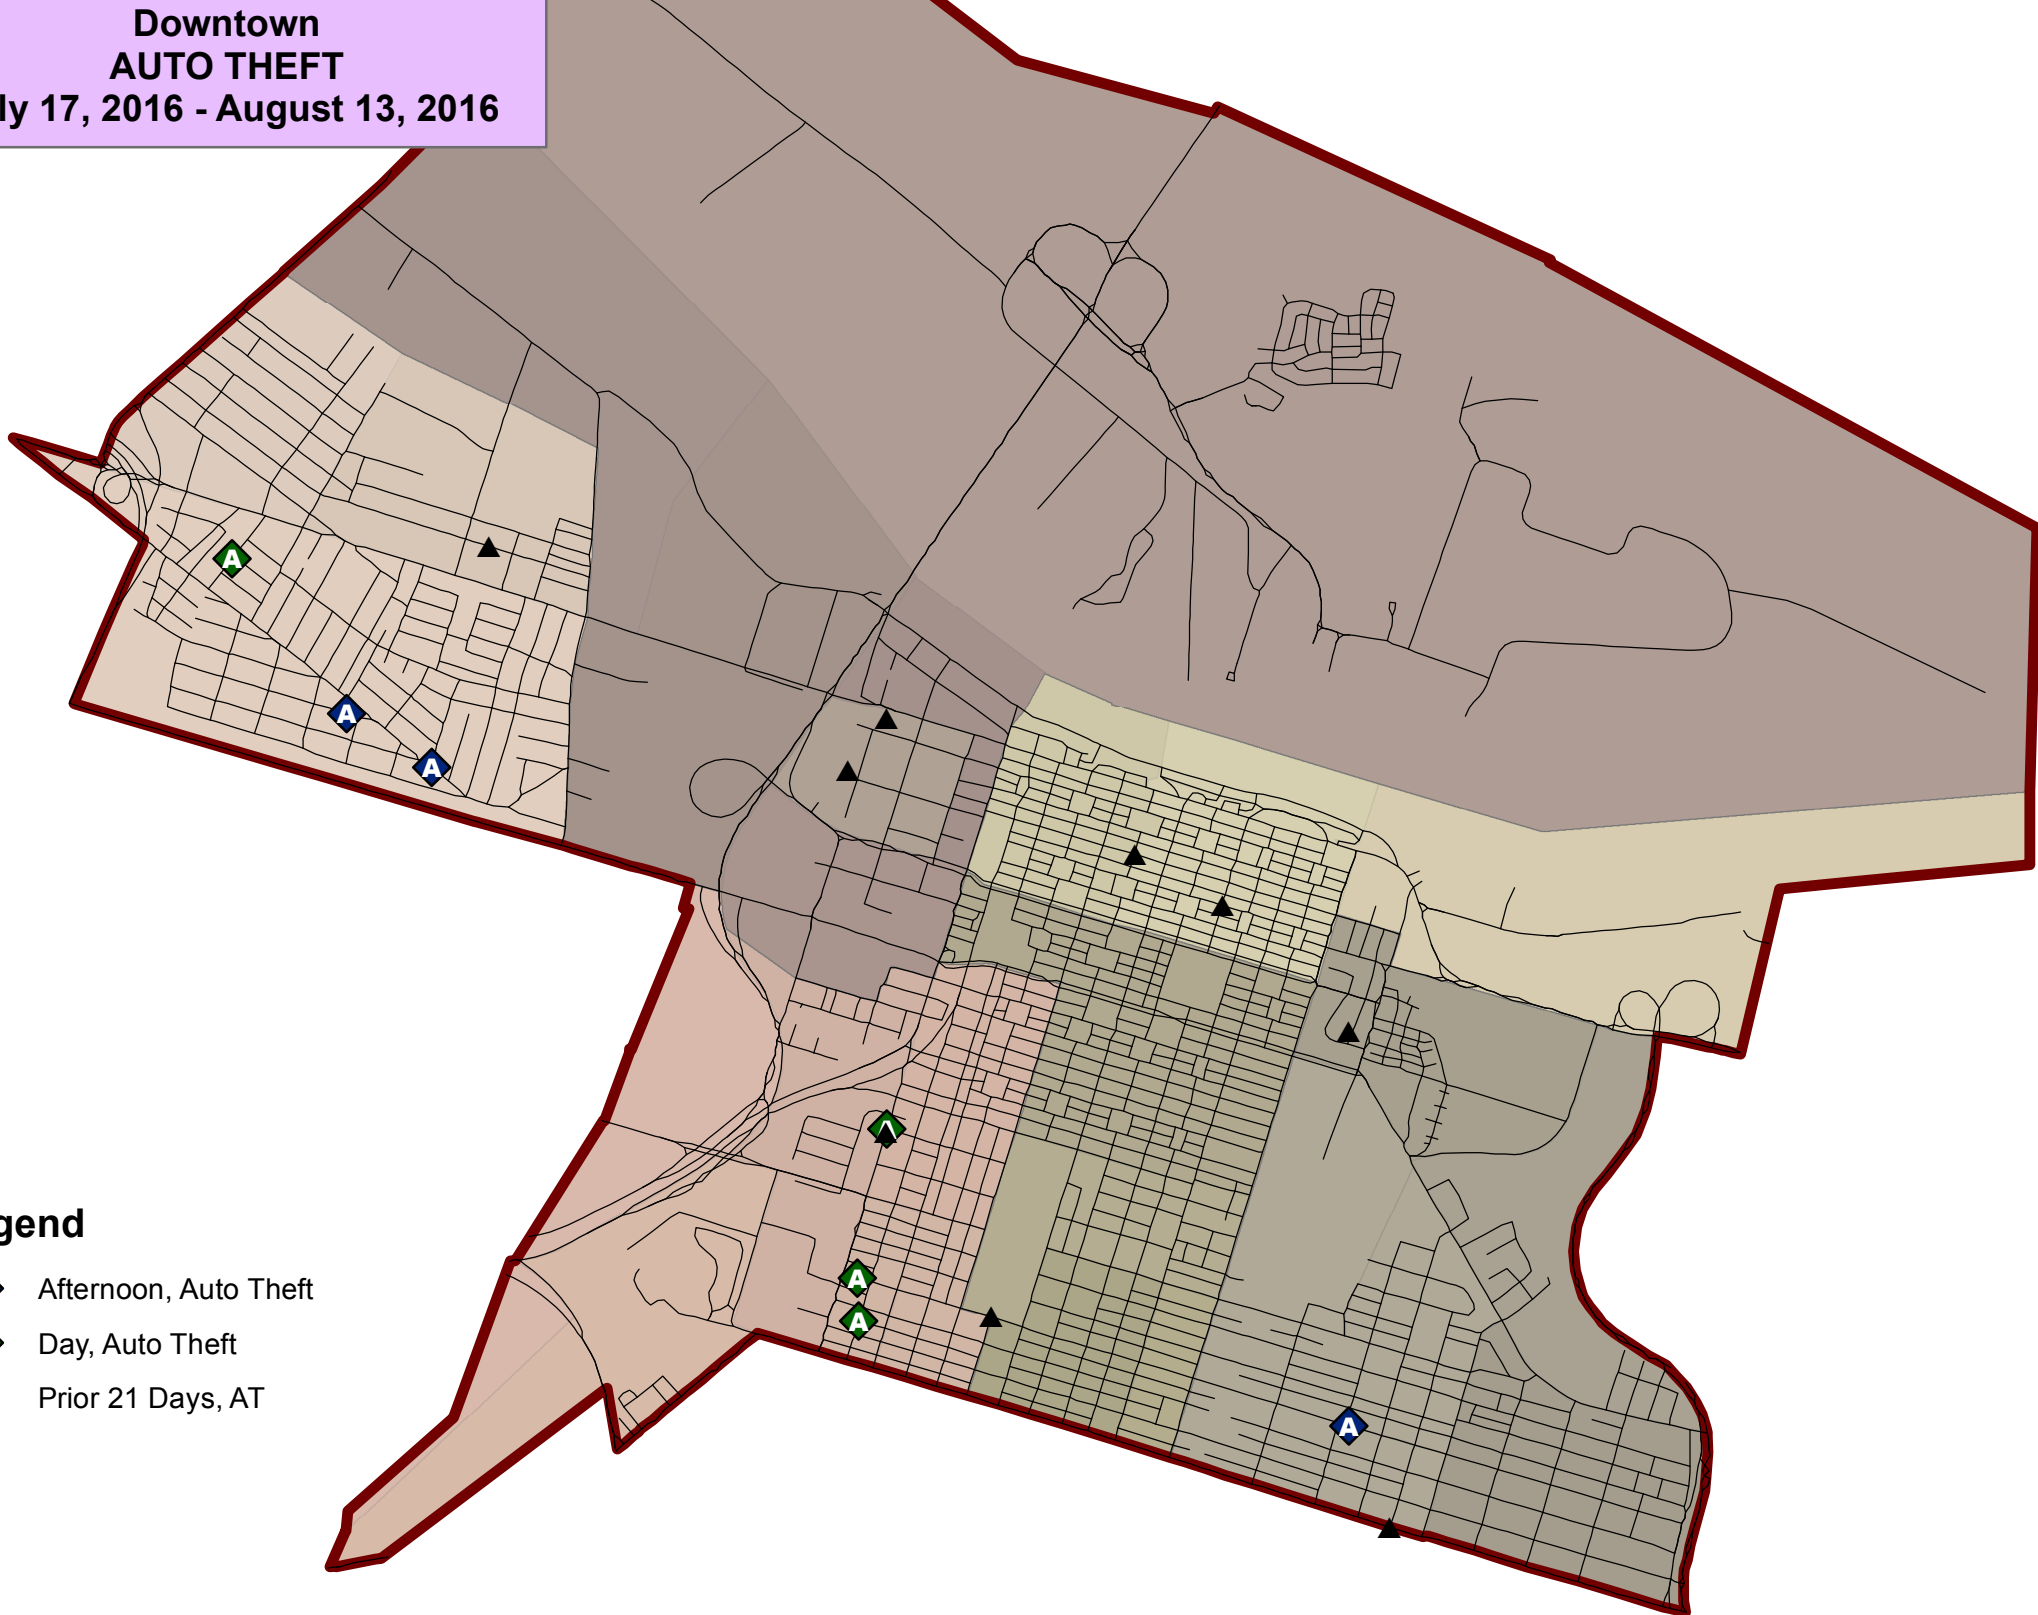 Downtown
AUTO THEFT
ly 17, 2016 - August 13, 2016
A
A
A
A
A
A
A
gend
Afternoon, Auto Theft
Day, Auto Theft
Prior 21 Days, AT